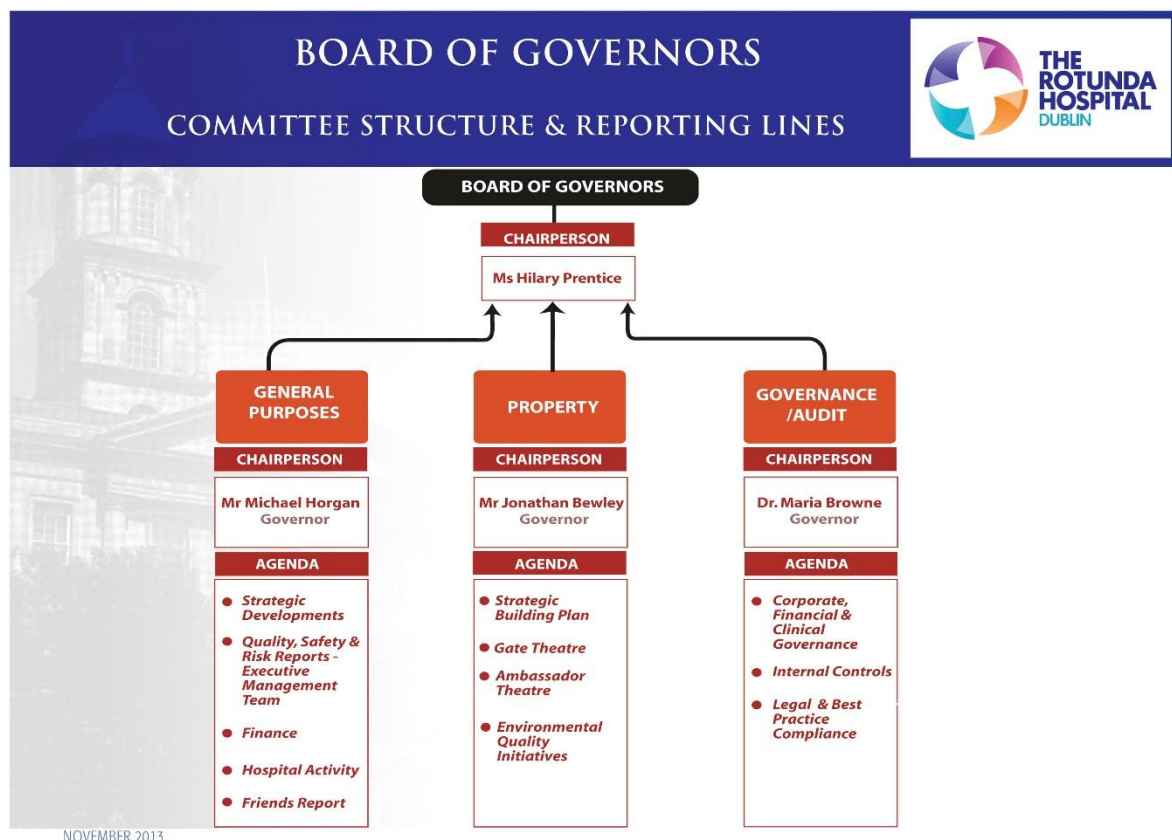 BOARD OF GOVERNORS
COMMITTEE STRUCTURE & REPORTING LINES
THE
ROTUNDA
HOSPITAL
DUBLIN
BOARD OF GOVERNORS
CHAIRPERSON
Ms Hilary Prentice
GENERAL
PURPOSES
CHAIRPERSON
Mr Michael Horgan
Governor
AGENDA
Strategic
Developments
Quality, Safety &
Risk Reports -
Executive
Management
Team
Finance
Hospital Activity
Friends Report
PROPERTY
CHAIRPERSON
Mr Jonathan Bewley
Governor
AGENDA
Strategic
Building Plan
Gate Theatre
Ambassador
Theatre
Environmental
Quality
Initiatives
GOVERNANCE
/AUDIT
CHAIRPERSON
Dr. Maria Browne
Governor
AGENDA
Corporate,
Financial &
Clinical
Governance
Internal Controls
Legal & Best
Practice
Compliance
NOVEMBER 2013